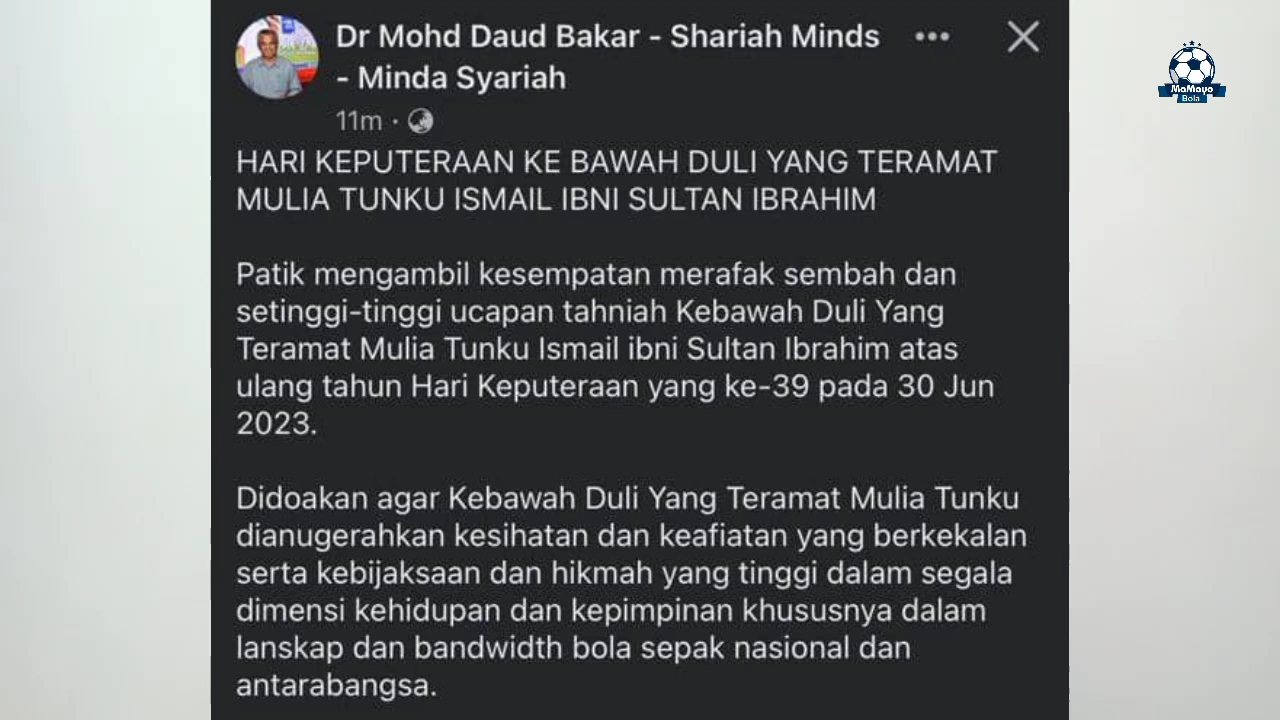 Dr Mohd Daud Bakar - Shariah Minds
- Minda Syariah
11m ·
HARI KEPUTERAAN KE BAWAH DULI YANG TERAMAT
MULIA TUNKU ISMAIL IBNI SULTAN IBRAHIM
Patik mengambil kesempatan merafak sembah dan
setinggi-tinggi ucapan tahniah Kebawah Duli Yang
Teramat Mulia Tunku Ismail ibni Sultan Ibrahim atas
ulang tahun Hari Keputeraan yang ke-39 pada 30 Jun
2023.
Didoakan agar Kebawah Duli Yang Teramat Mulia Tunku
dianugerahkan kesihatan dan keafiatan yang berkekalan
serta kebijaksaan dan hikmah yang tinggi dalam segala
dimensi kehidupan dan kepimpinan khususnya dalam
lanskap dan bandwidth bola sepak nasional dan
antarabangsa.
MaMayo
Bola